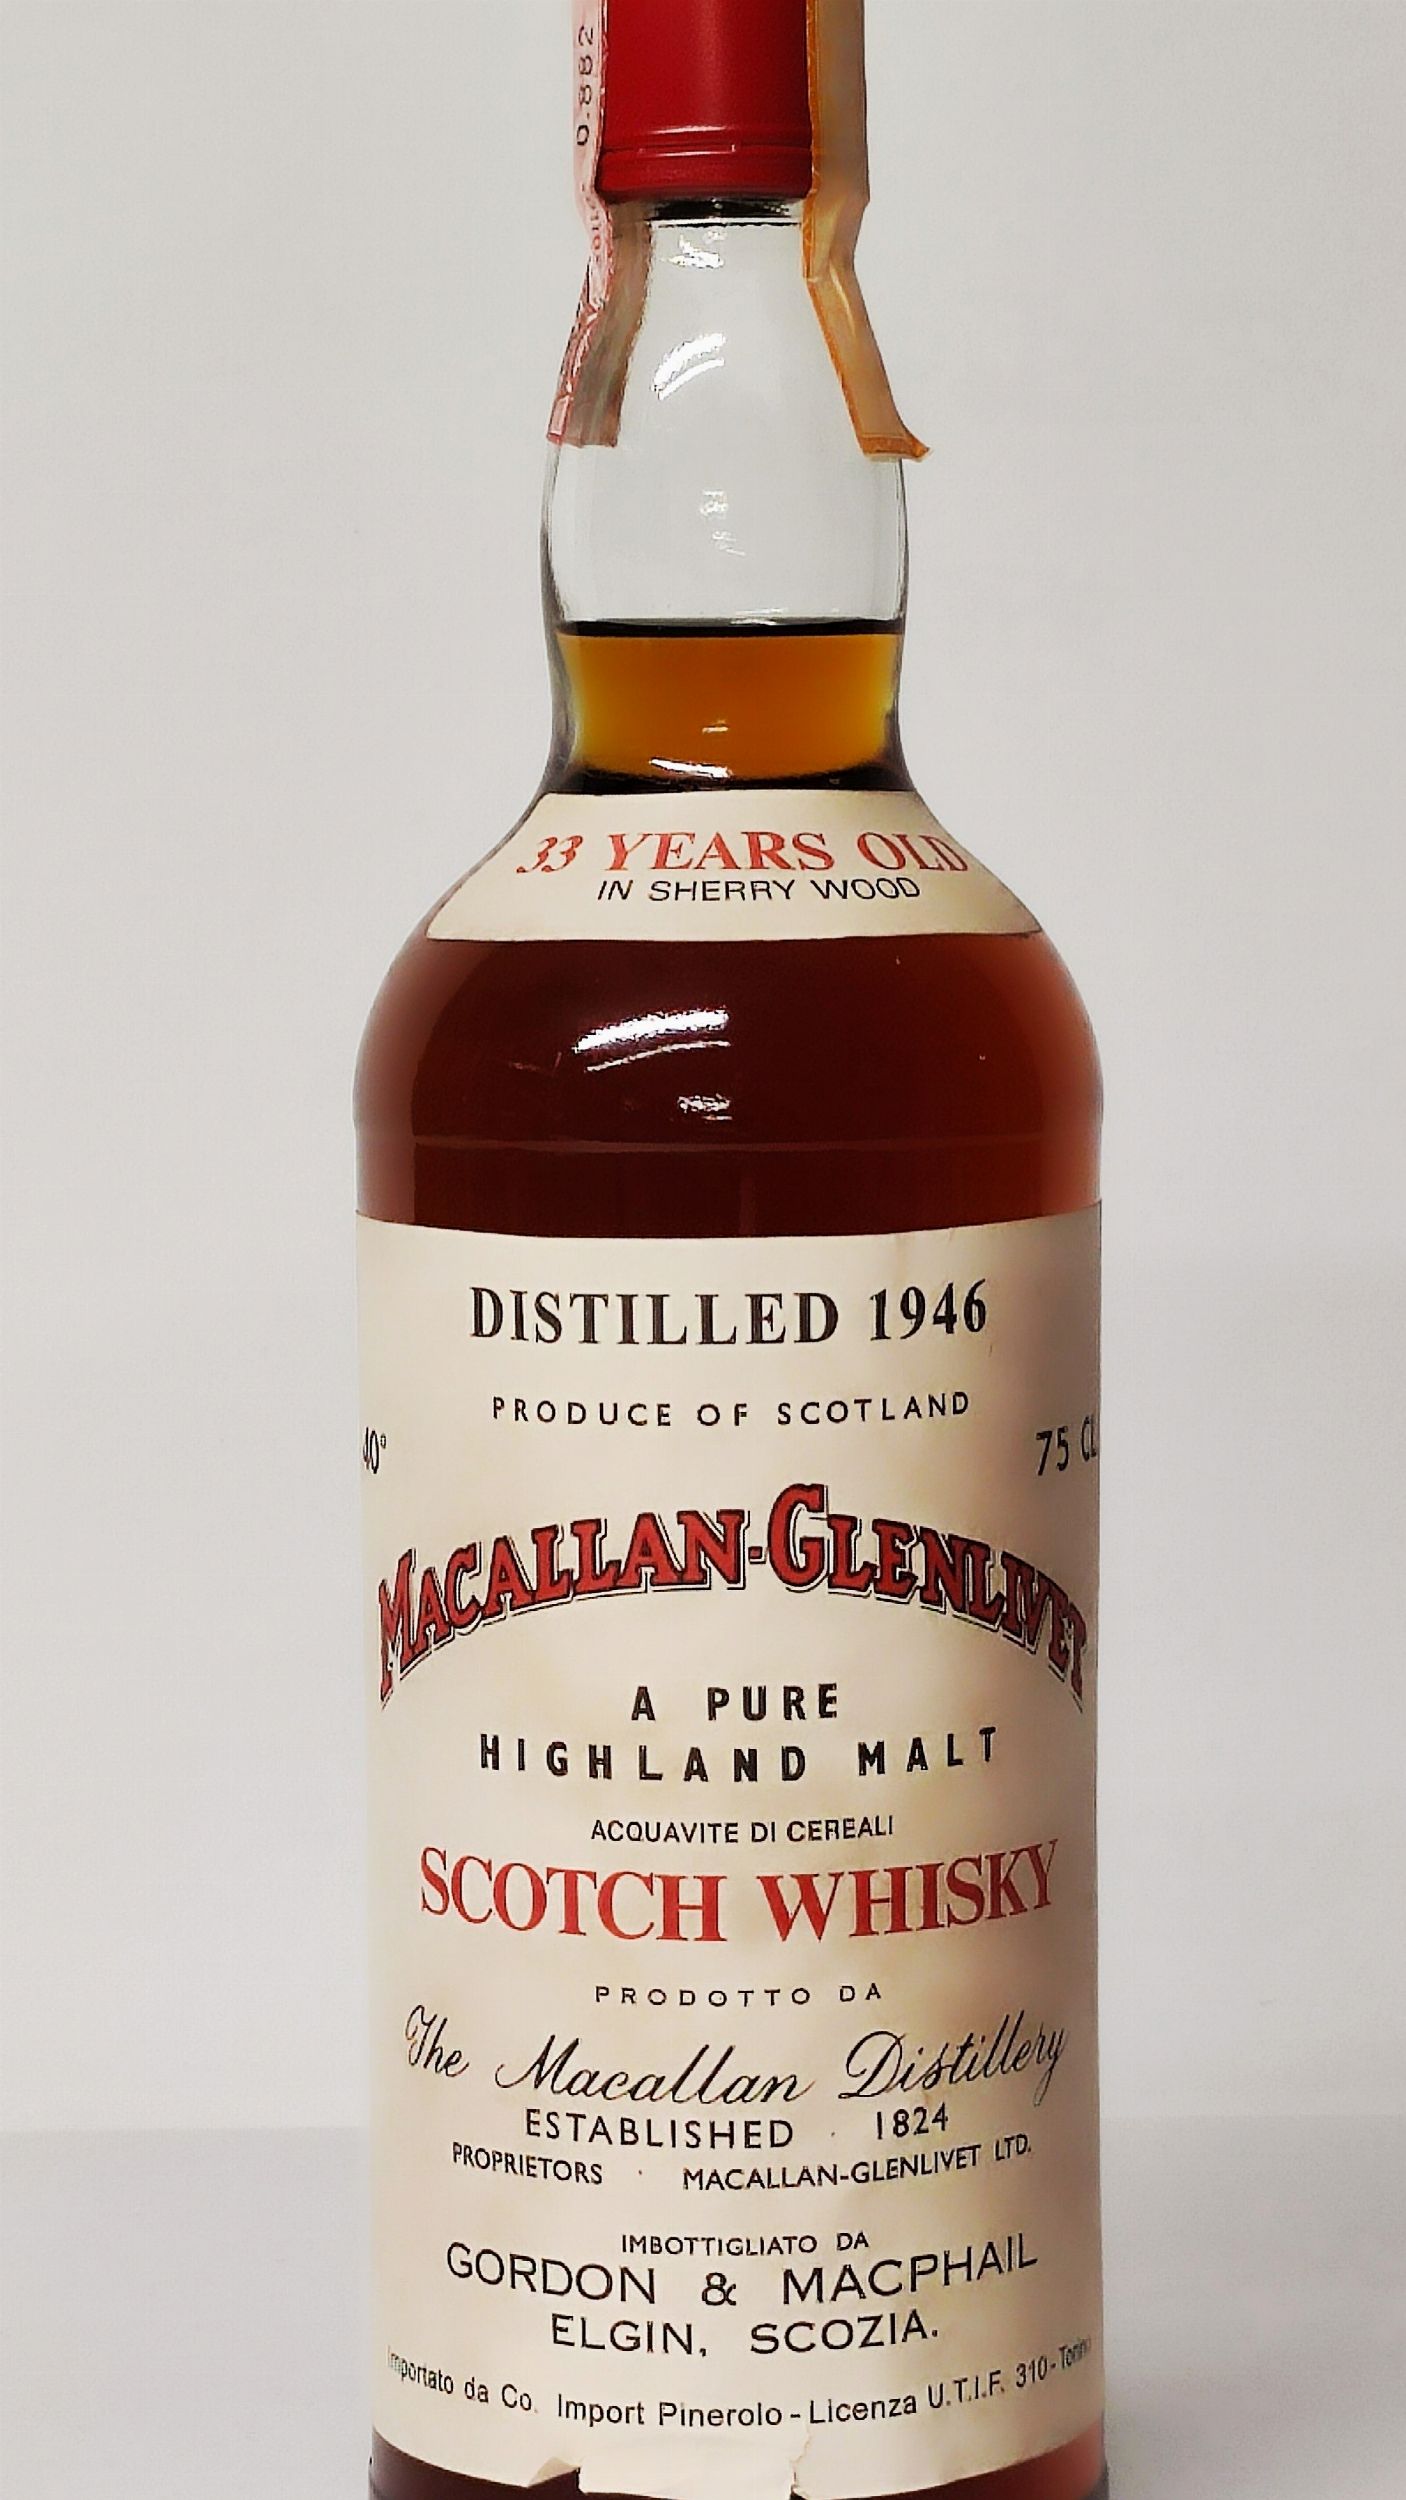 0.882
33 YEARS OLD
IN SHERRY WOOD
DISTILLED 1946
PRODUCE OF SCOTLAND
40° 75 CL
MACALLAN-GLENLIVET
A PURE
HIGHLAND MALT
ACQUAVITE DI CEREALI
SCOTCH WHISKY
PRODOTTO DA
The Macallan Distillery
ESTABLISHED · 1824
PROPRIETORS · MACALLAN-GLENLIVET LTD.
IMBOTTIGLIATO DA
GORDON & MACPHAIL
ELGIN, SCOZIA.
Importato da Co. Import Pinerolo - Licenza U.T.I.F. 310 - Torino